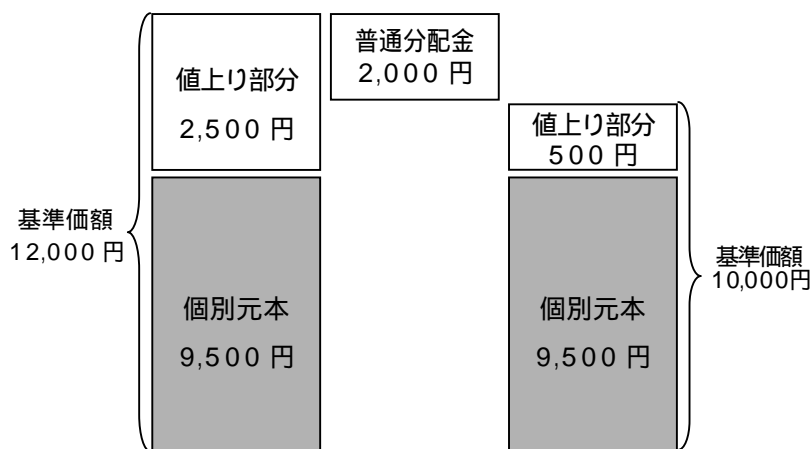 値上り部分
2,500 円
普通分配金
2,000 円
値上り部分
500 円
基準価額
12,000 円
基準価額
10,000円
個別元本
9,500 円
個別元本
9,500 円